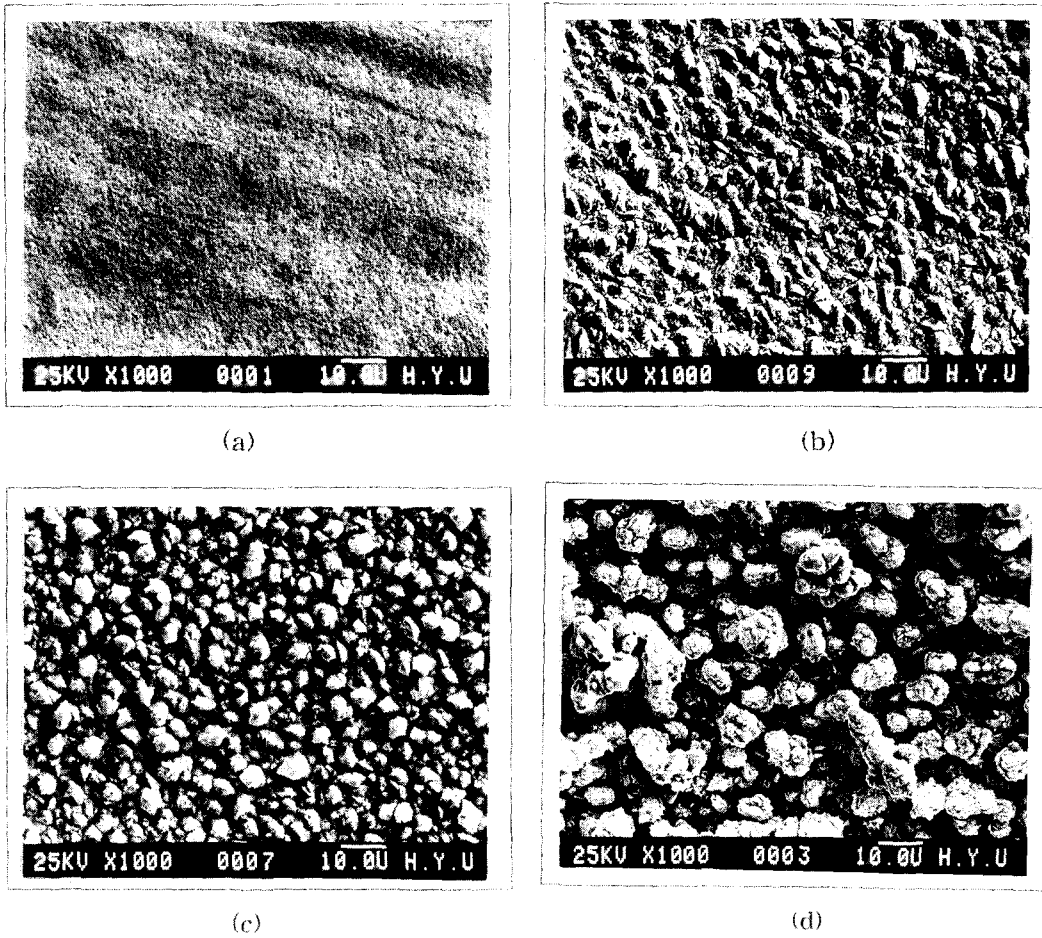 25KV X1000 0001 10.0U H.Y.U
(a)
25KV X1000 0009 10.0U H.Y.U
(b)
25KV X1000 0007 10.0U H.Y.U
(c)
25KV X1000 0003 10.0U H.Y.U
(d)